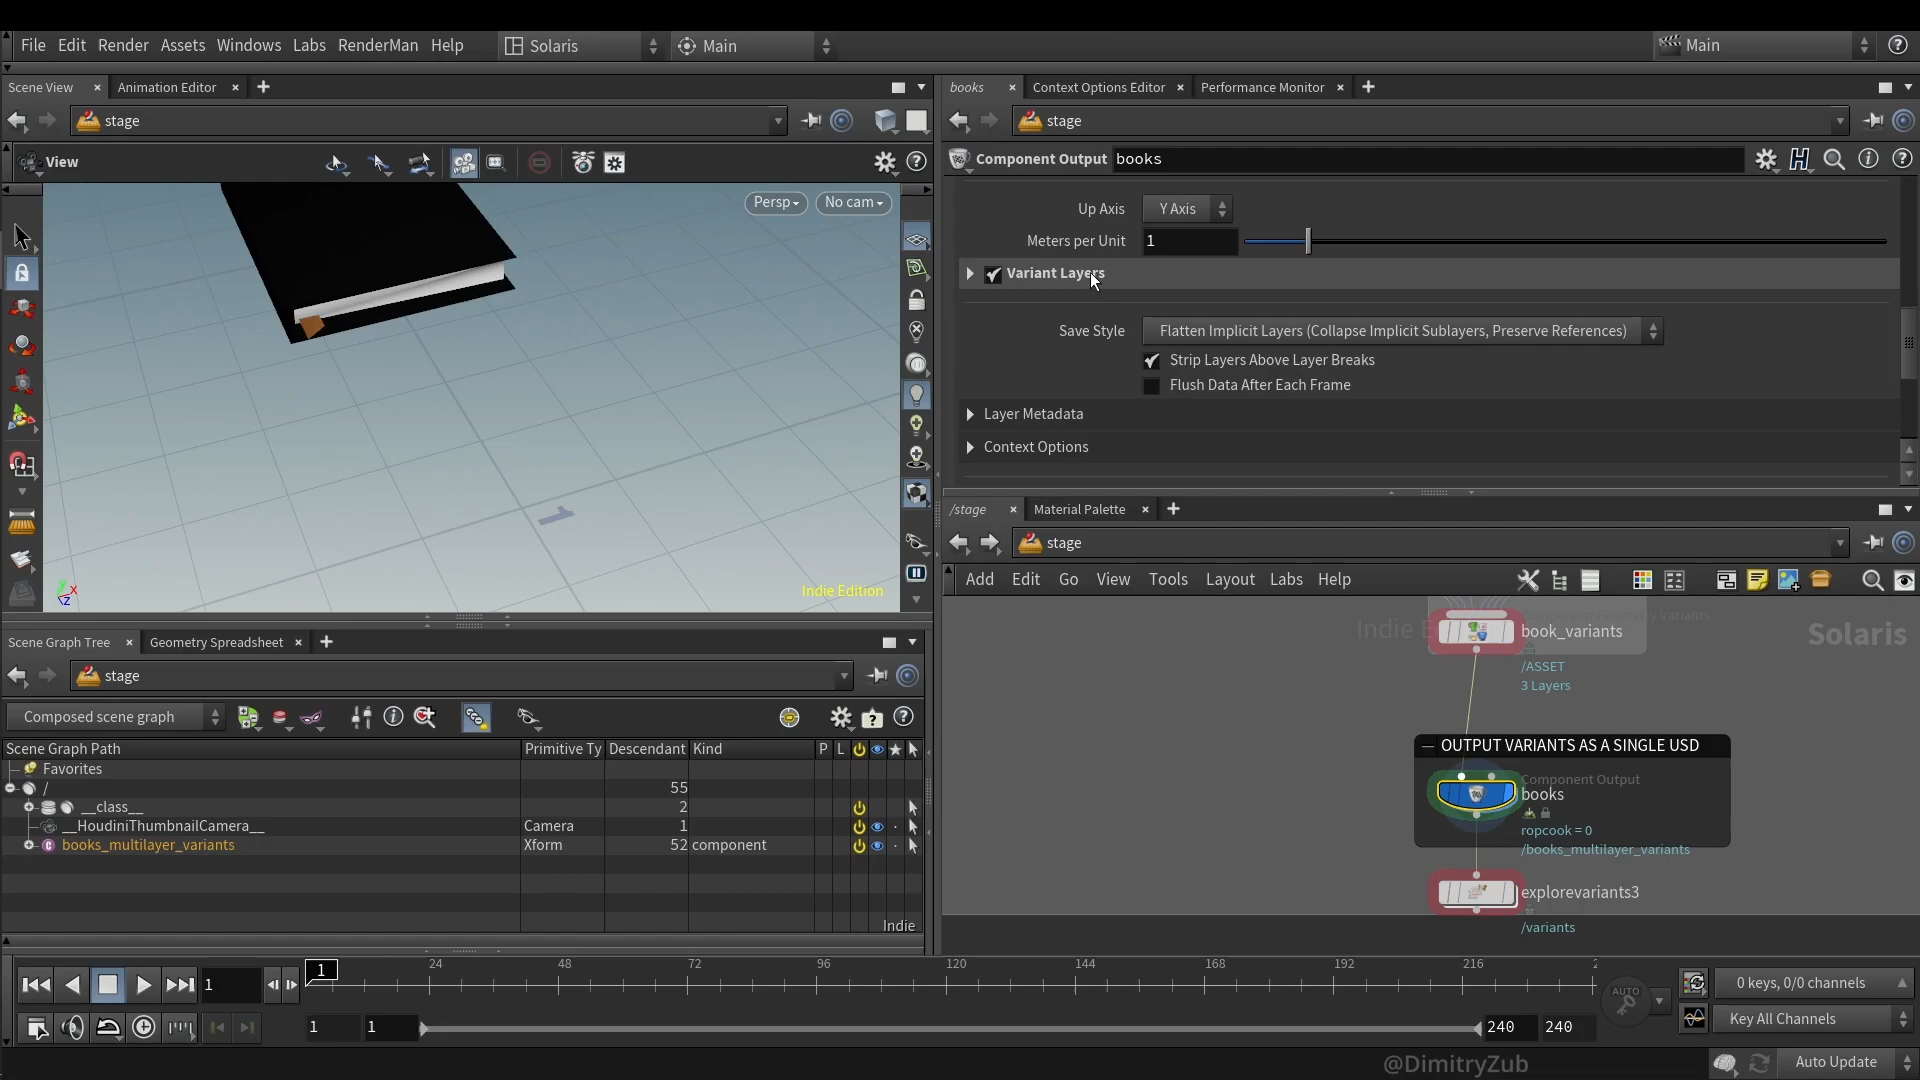 File Edit Render Assets Windows Labs RenderMan Help Solaris Main Main
Scene View Animation Editor
stage
View
Persp No cam
Indie Edition
books Context Options Editor Performance Monitor
stage
Component Output books
Up Axis Y Axis
Meters per Unit 1
Variant Layers
Save Style Flatten Implicit Layers (Collapse Implicit Sublayers, Preserve References)
Strip Layers Above Layer Breaks
Flush Data After Each Frame
Layer Metadata
Context Options
Scene Graph Tree Geometry Spreadsheet
stage
Composed scene graph
Scene Graph Path Primitive Ty Descendant Kind P L
Favorites
/ 55
__class__ 2
__HoudiniThumbnailCamera__ Camera 1
books_multilayer_variants Xform 52 component
Indie
/stage Material Palette
stage
Add Edit Go View Tools Layout Labs Help
Indie E
Component Geometry Variants
Solaris
book_variants
/ASSET
3 Layers
OUTPUT VARIANTS AS A SINGLE USD
Component Output
books
ropcook = 0
/books_multilayer_variants
explorevariants3
/variants
1 1 24 48 72 96 120 144 168 192 216 2
AUTO
0 keys, 0/0 channels
1 1 240 240
Key All Channels
@DimitryZub
Auto Update